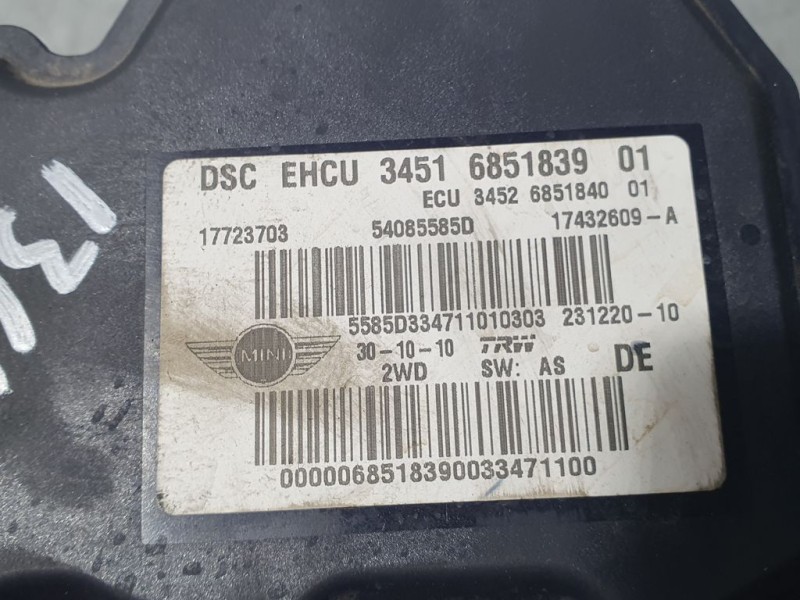 DSC EHCU 3451 6851839 01
ECU 3452 6851840 01
17723703 54085585D 17432609-A
5585D334711010303 231220-10
MINI 30-10-10 TRW
2WD SW: AS DE
0000068518390033471100